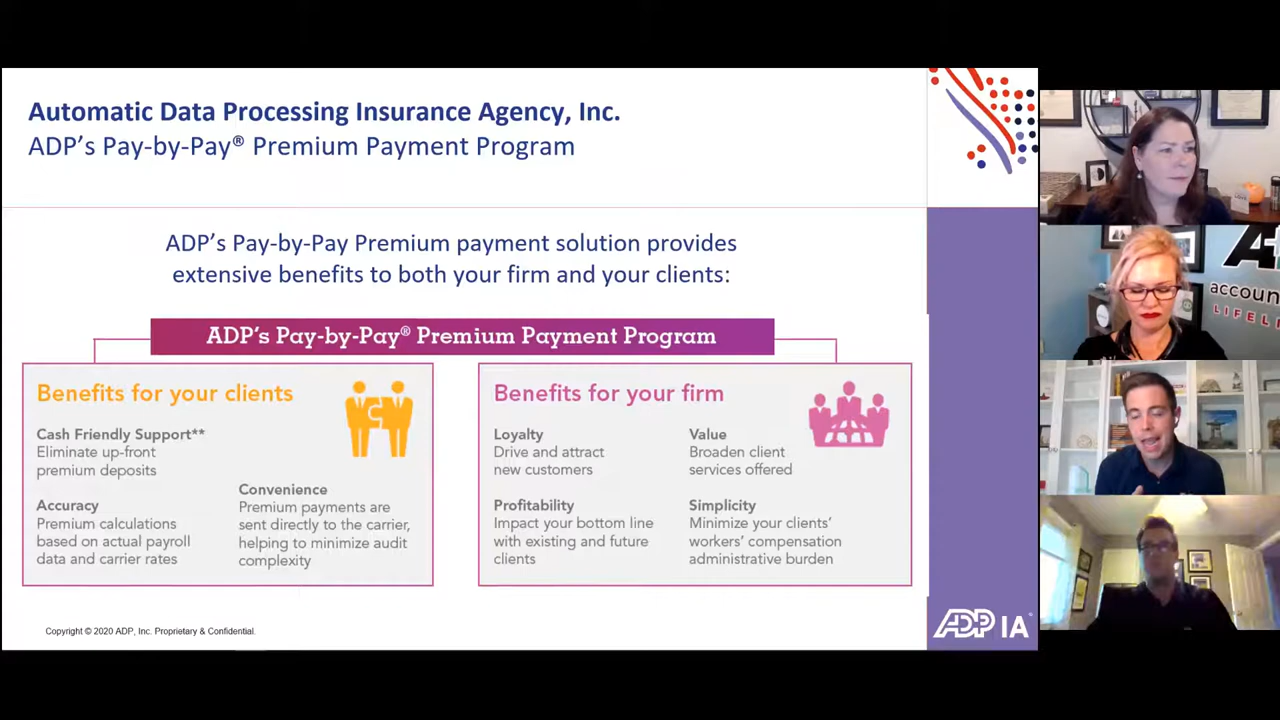 Automatic Data Processing Insurance Agency, Inc.
ADP's Pay-by-Pay® Premium Payment Program
ADP's Pay-by-Pay Premium payment solution provides
extensive benefits to both your firm and your clients:
ADP's Pay-by-Pay® Premium Payment Program
Benefits for your clients
Cash Friendly Support**
Eliminate up-front
premium deposits
Accuracy
Premium calculations
based on actual payroll
data and carrier rates
Convenience
Premium payments are
sent directly to the carrier,
helping to minimize audit
complexity
Benefits for your firm
Loyalty
Drive and attract
new customers
Profitability
Impact your bottom line
with existing and future
clients
Value
Broaden client
services offered
Simplicity
Minimize your clients'
workers' compensation
administrative burden
Copyright © 2020 ADP, Inc. Proprietary & Confidential.
ADP IA
accoun
LIFEL